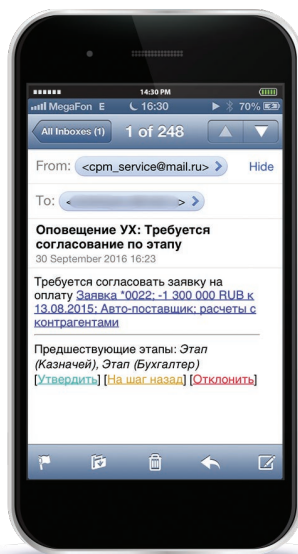 14:30 PM
MegaFon E 16:30 70%
All Inboxes (1) 1 of 248
From: <cpm_service@mail.ru> Hide
To: < >
Оповещение УХ: Требуется
согласование по этапу
30 September 2016 16:23
Требуется согласовать заявку на
оплату Заявка *0022; -1 300 000 RUB к
13.08.2015; Авто-поставщик; расчеты с
контрагентами
Предшествующие этапы: Этап
(Казначей), Этап (Бухгалтер)
[Утвердить] [На шаг назад] [Отклонить]